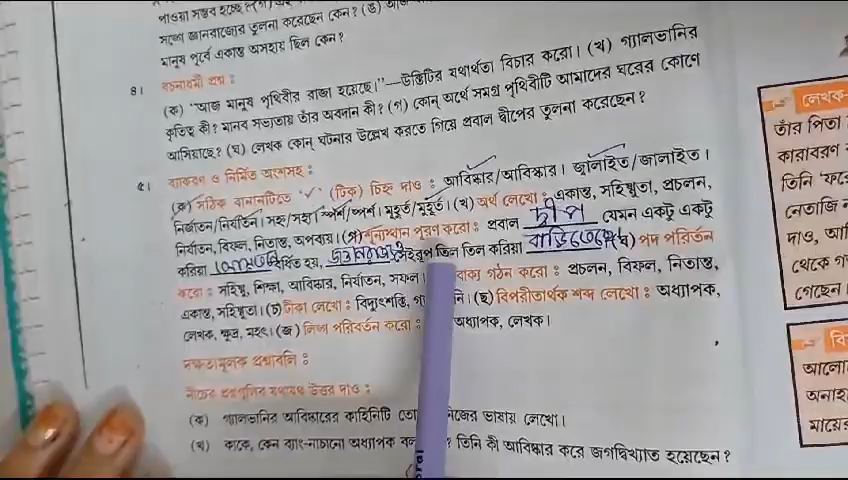 পাওয়া সম্ভব হচ্ছে
সঙ্গে জ্ঞানরাজ্যের তুলনা করেছেন কেন? (ঙ)
মানুষ পূর্বে একান্ত অসহায় ছিল কেন?
৪। রচনাধর্মী প্রশ্ন :
(ক) "আজ মানুষ পৃথিবীর রাজা হয়েছে।"—উক্তিটির যথার্থতা বিচার করো। (খ) গ্যালভানির
কৃতিত্ব কী? মানব সভ্যতায় তাঁর অবদান কী? (গ) কোন্ অর্থে সমগ্র পৃথিবীটি আমাদের ঘরের কোণে
আসিয়াছে? (ঘ) লেখক কোন্ ঘটনার উল্লেখ করতে গিয়ে প্রবাল দ্বীপের তুলনা করেছেন?
৫। ব্যাকরণ ও নির্মিতি অংশসহ :
(ক) সঠিক বানানটিতে '✓' (টিক) চিহ্ন দাও : আবিষ্কার/আবিস্কার। জ্বালাইত/জালাইত।
নির্জাতন/নির্যাতন। সহ্য/সহ্য। স্পর্শ/স্পর্শ। মুহূর্ত/মূহূর্ত। (খ) অর্থ লেখো : একান্ত, সহিষ্ণুতা, প্রচলন,
নির্যাতন, বিফল, নিতান্ত, অপব্যয়। (গ) শূন্যস্থান পূরণ করো : প্রবাল দ্বীপ যেমন একটু একটু
করিয়া বর্ধিত হয়, সেইরূপ তিল তিল করিয়া বাড়িতেছে। (ঘ) পদ পরিবর্তন
করো : সহিষ্ণু, শিক্ষা, আবিষ্কার, নির্যাতন, সফল। বাক্য গঠন করো : প্রচলন, বিফল, নিতান্ত,
একান্ত, সহিষ্ণুতা। (চ) টীকা লেখো : বিদ্যুৎশক্তি, (ছ) বিপরীতার্থক শব্দ লেখো : অধ্যাপক,
লেখক, ক্ষুদ্র, মহৎ। (জ) লিঙ্গ পরিবর্তন করো : অধ্যাপক, লেখক।
দক্ষতামূলক প্রশ্নাবলি :
নীচের প্রশ্নগুলির যথাযথ উত্তর দাও :
(ক) গ্যালভানির আবিষ্কারের কাহিনিটি নিজের ভাষায় লেখো।
(খ) কাকে, কেন ব্যাং-নাচানো অধ্যাপক তিনি কী আবিষ্কার করে জগদ্বিখ্যাত হয়েছেন?
লেখক-
তাঁর পিতা
কারাবরণ
তিনি
নেতাজি
দাও,
থেকে
গেছেন।
বি
আলো
অনাহ
মায়ের